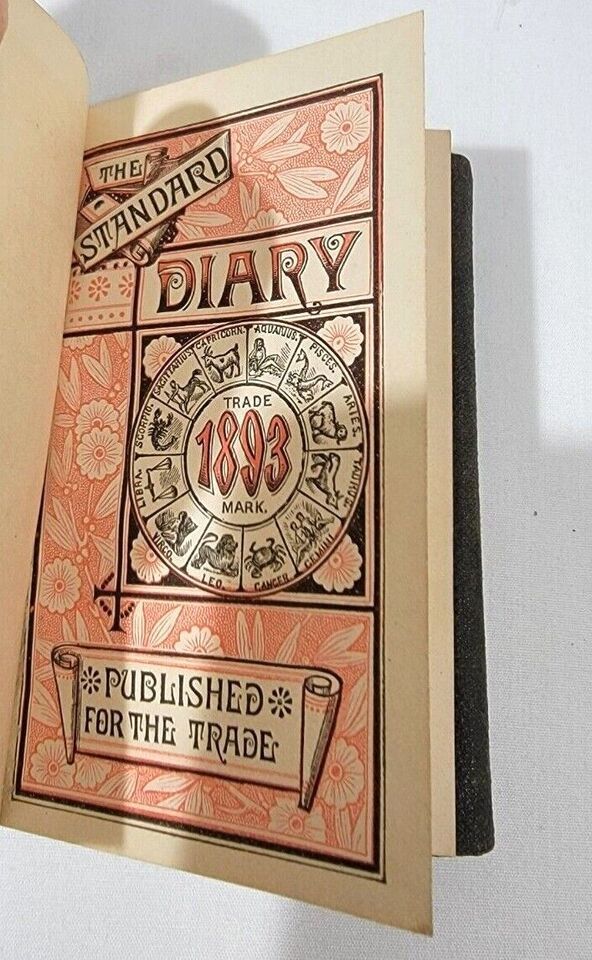 THE
STANDARD
DIARY
CAPRICORN.
AQUARIUS.
PISCES.
ARIES.
TAURUS.
GEMINI
CANCER
LEO
VIRGO.
LIBRA.
SCORPIO.
SAGITTARIUS.
TRADE
1893
MARK.
PUBLISHED
FOR THE TRADE